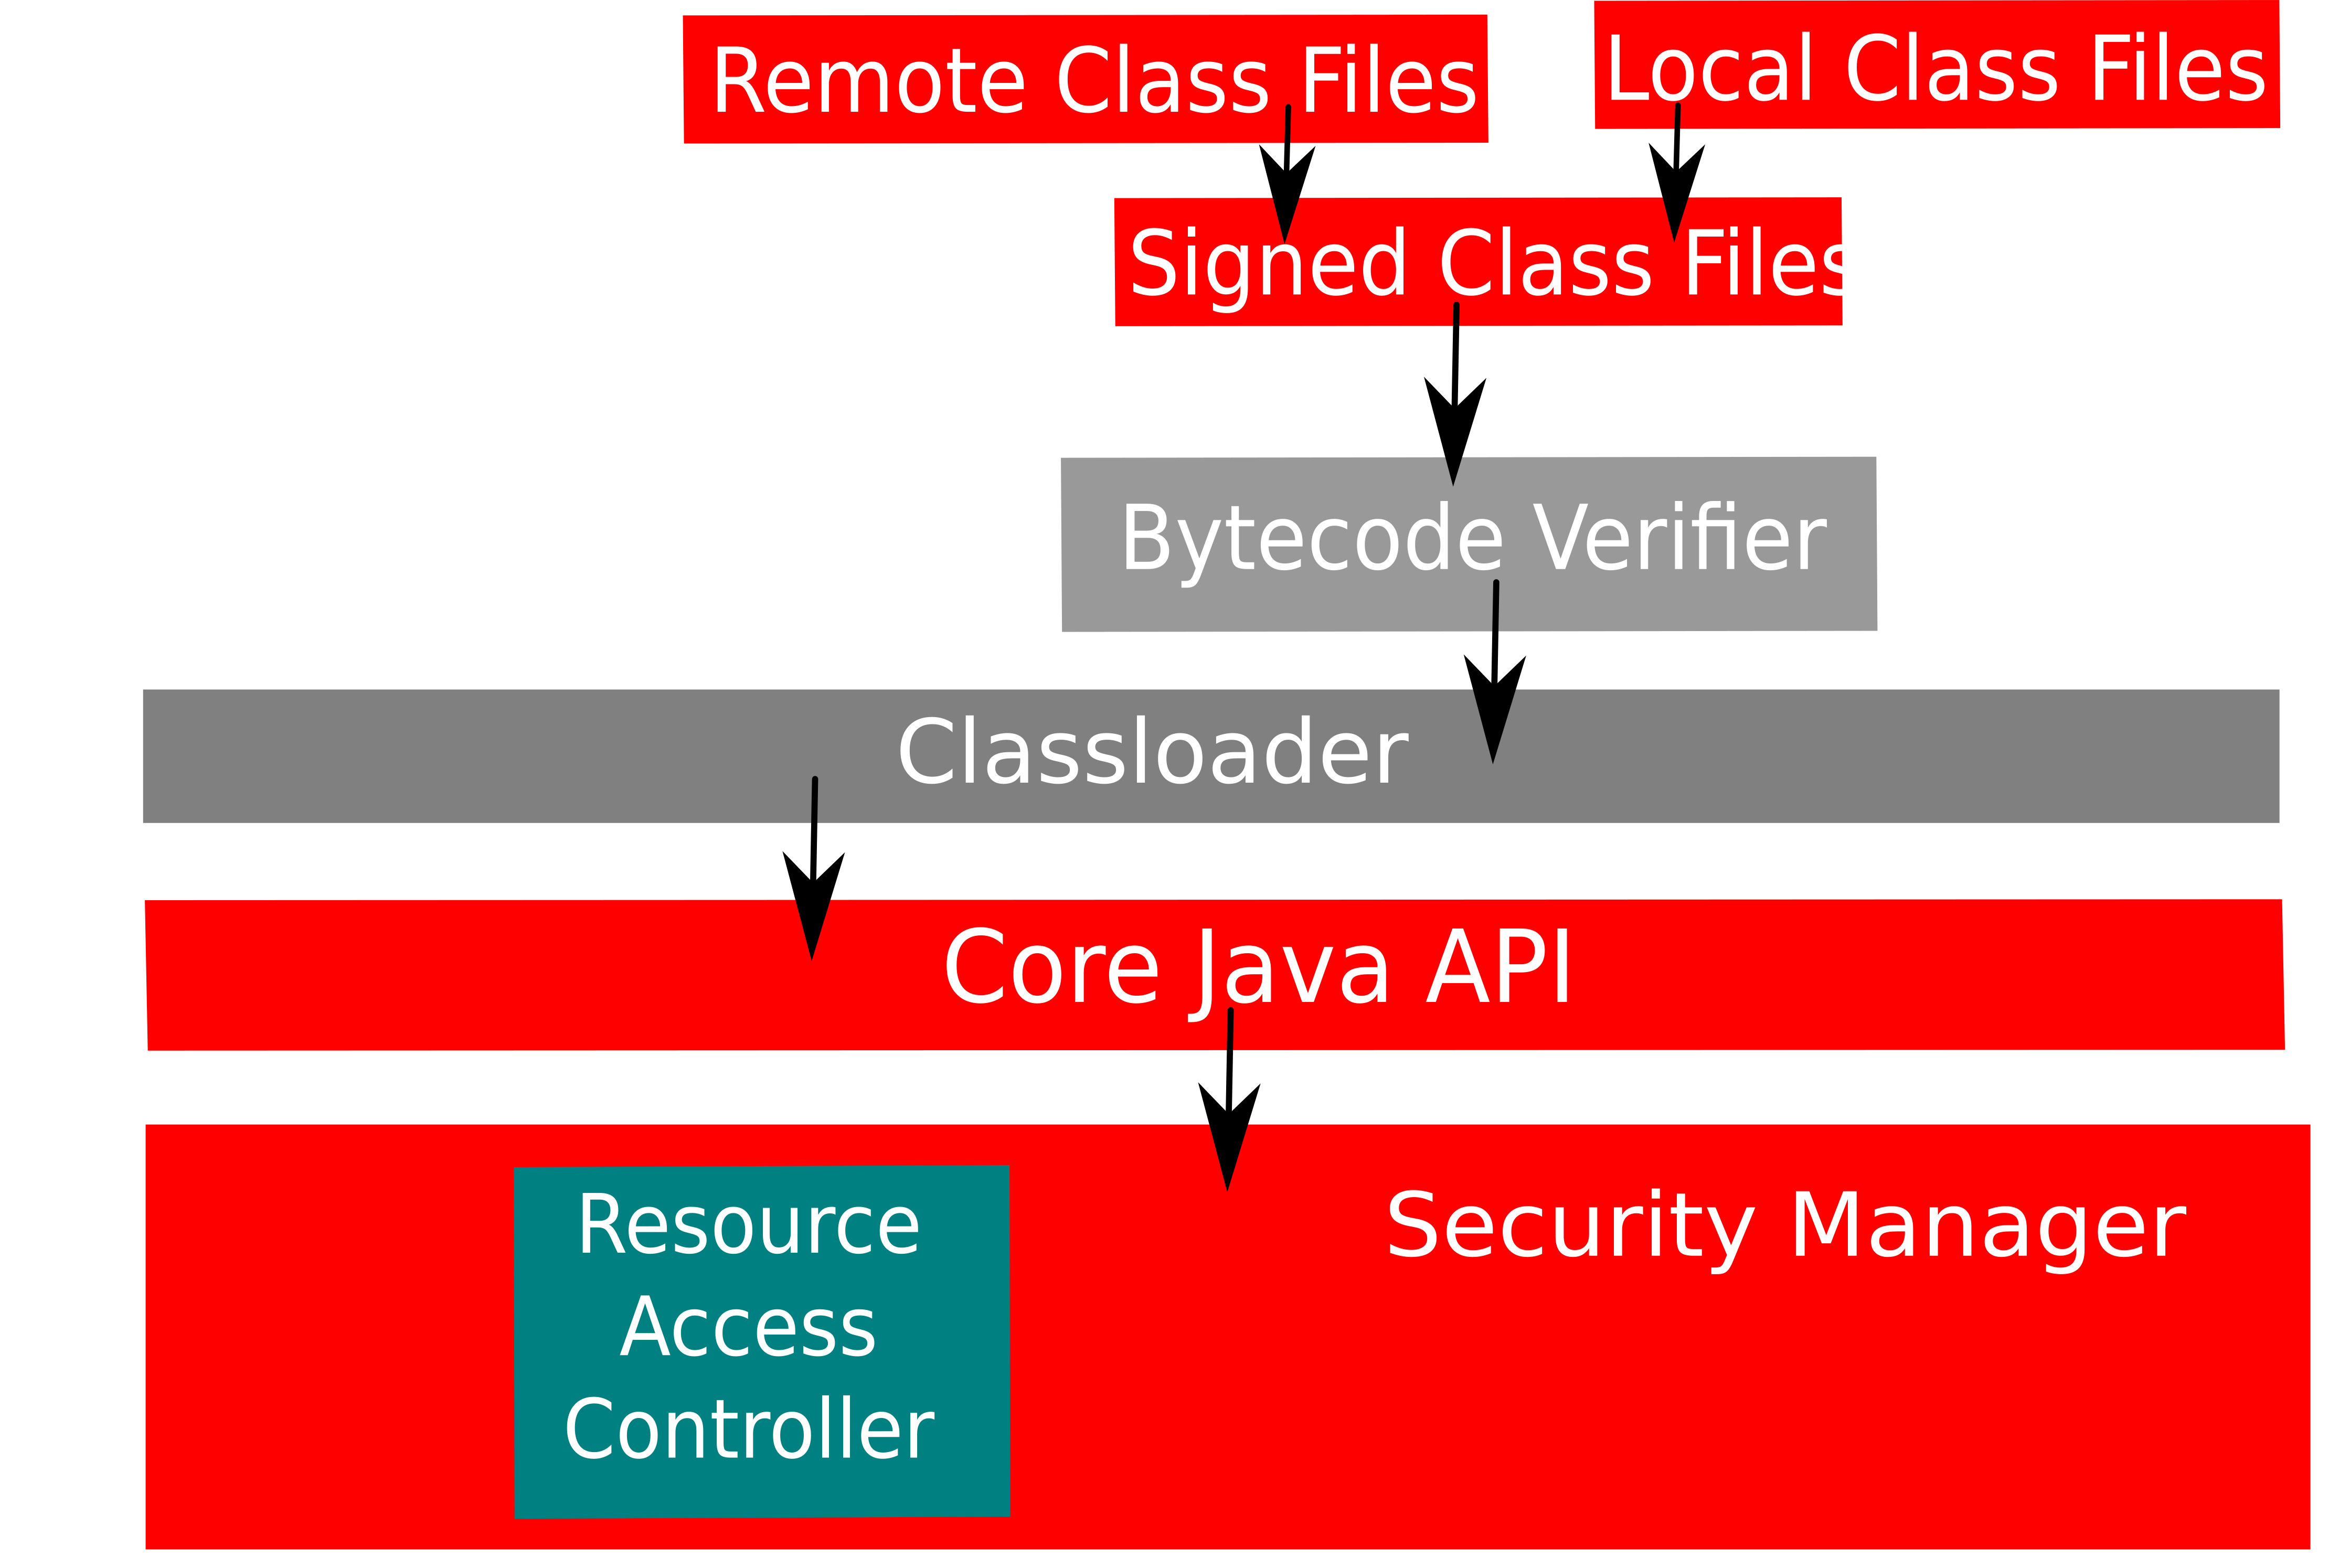 Remote Class Files
Local Class Files
Signed Class Files
Bytecode Verifier
Classloader
Core Java API
Resource
Access
Controller
Security Manager